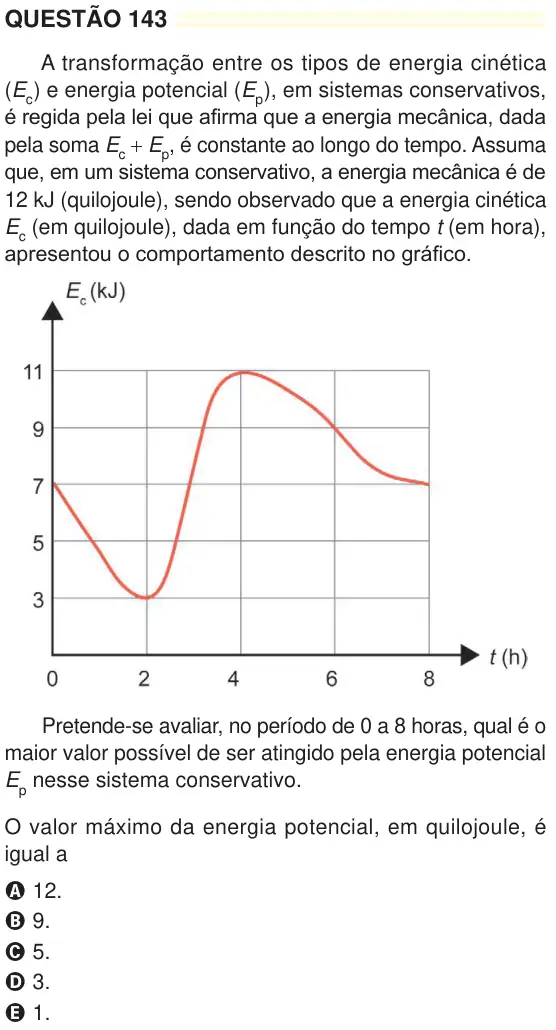 QUESTÃO 143
A transformação entre os tipos de energia cinética
(Ec) e energia potencial (Ep), em sistemas conservativos,
é regida pela lei que afirma que a energia mecânica, dada
pela soma Ec + Ep, é constante ao longo do tempo. Assuma
que, em um sistema conservativo, a energia mecânica é de
12 kJ (quilojoule), sendo observado que a energia cinética
Ec (em quilojoule), dada em função do tempo t (em hora),
apresentou o comportamento descrito no gráfico.
Ec (kJ)
11
9
7
5
3
0 2 4 6 8
t (h)
Pretende-se avaliar, no período de 0 a 8 horas, qual é o
maior valor possível de ser atingido pela energia potencial
Ep nesse sistema conservativo.
O valor máximo da energia potencial, em quilojoule, é
igual a
A 12.
B 9.
C 5.
D 3.
E 1.